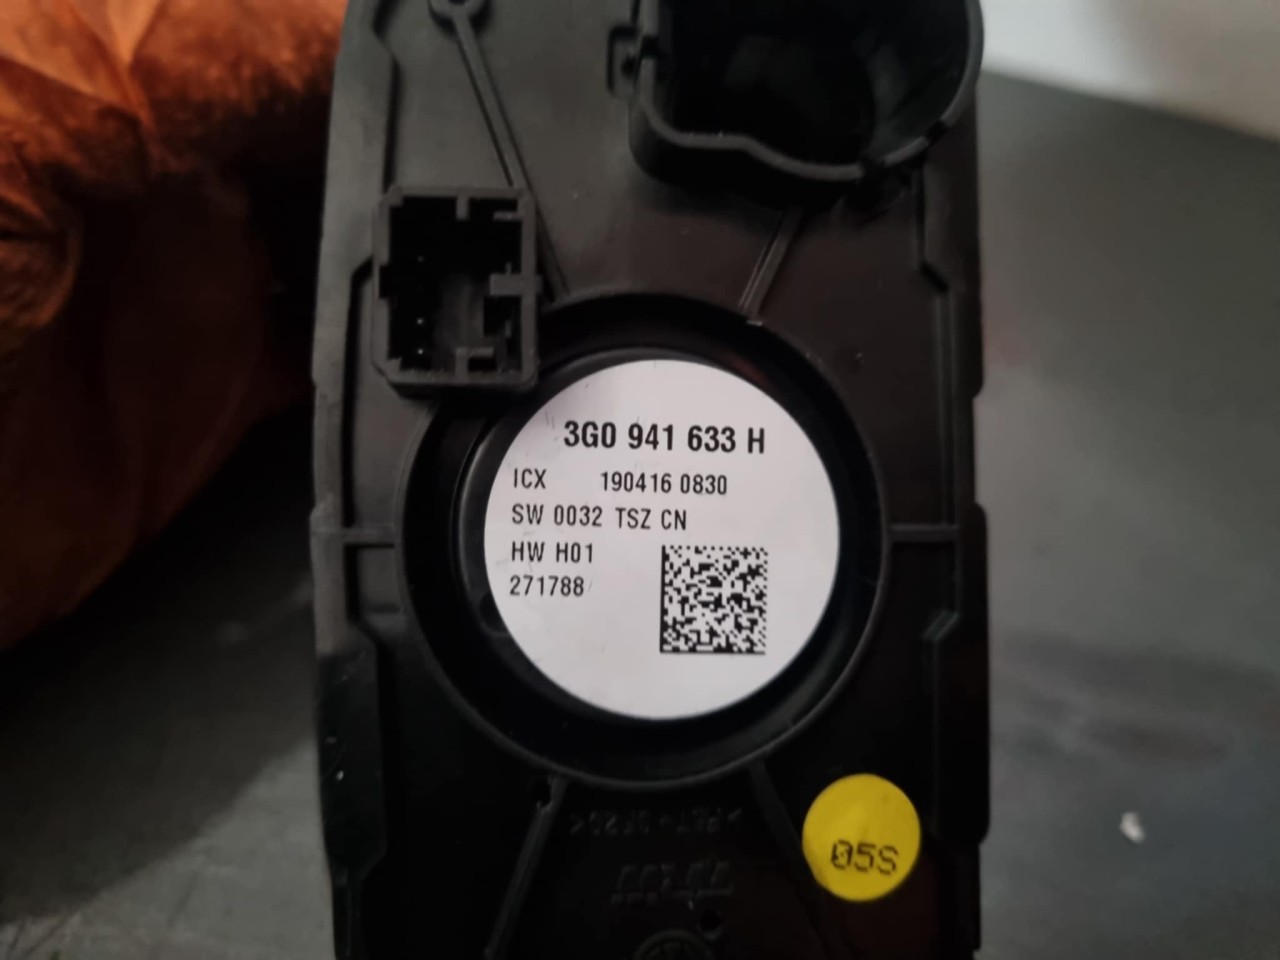 3G0 941 633 H
ICX 190416 0830
SW 0032 TSZ CN
HW H01
271788
05S